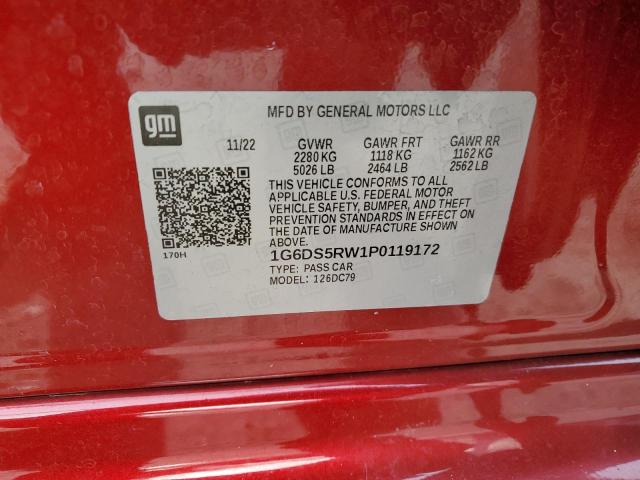 gm
MFD BY GENERAL MOTORS LLC
11/22 GVWR GAWR FRT GAWR RR
2280 KG 1118 KG 1162 KG
5026 LB 2464 LB 2562 LB
THIS VEHICLE CONFORMS TO ALL
APPLICABLE U.S. FEDERAL MOTOR
VEHICLE SAFETY, BUMPER, AND THEFT
PREVENTION STANDARDS IN EFFECT ON
THE DATE OF MANUFACTURE SHOWN
ABOVE.
170H
1G6DS5RW1P0119172
TYPE: PASS CAR
MODEL: 126DC79